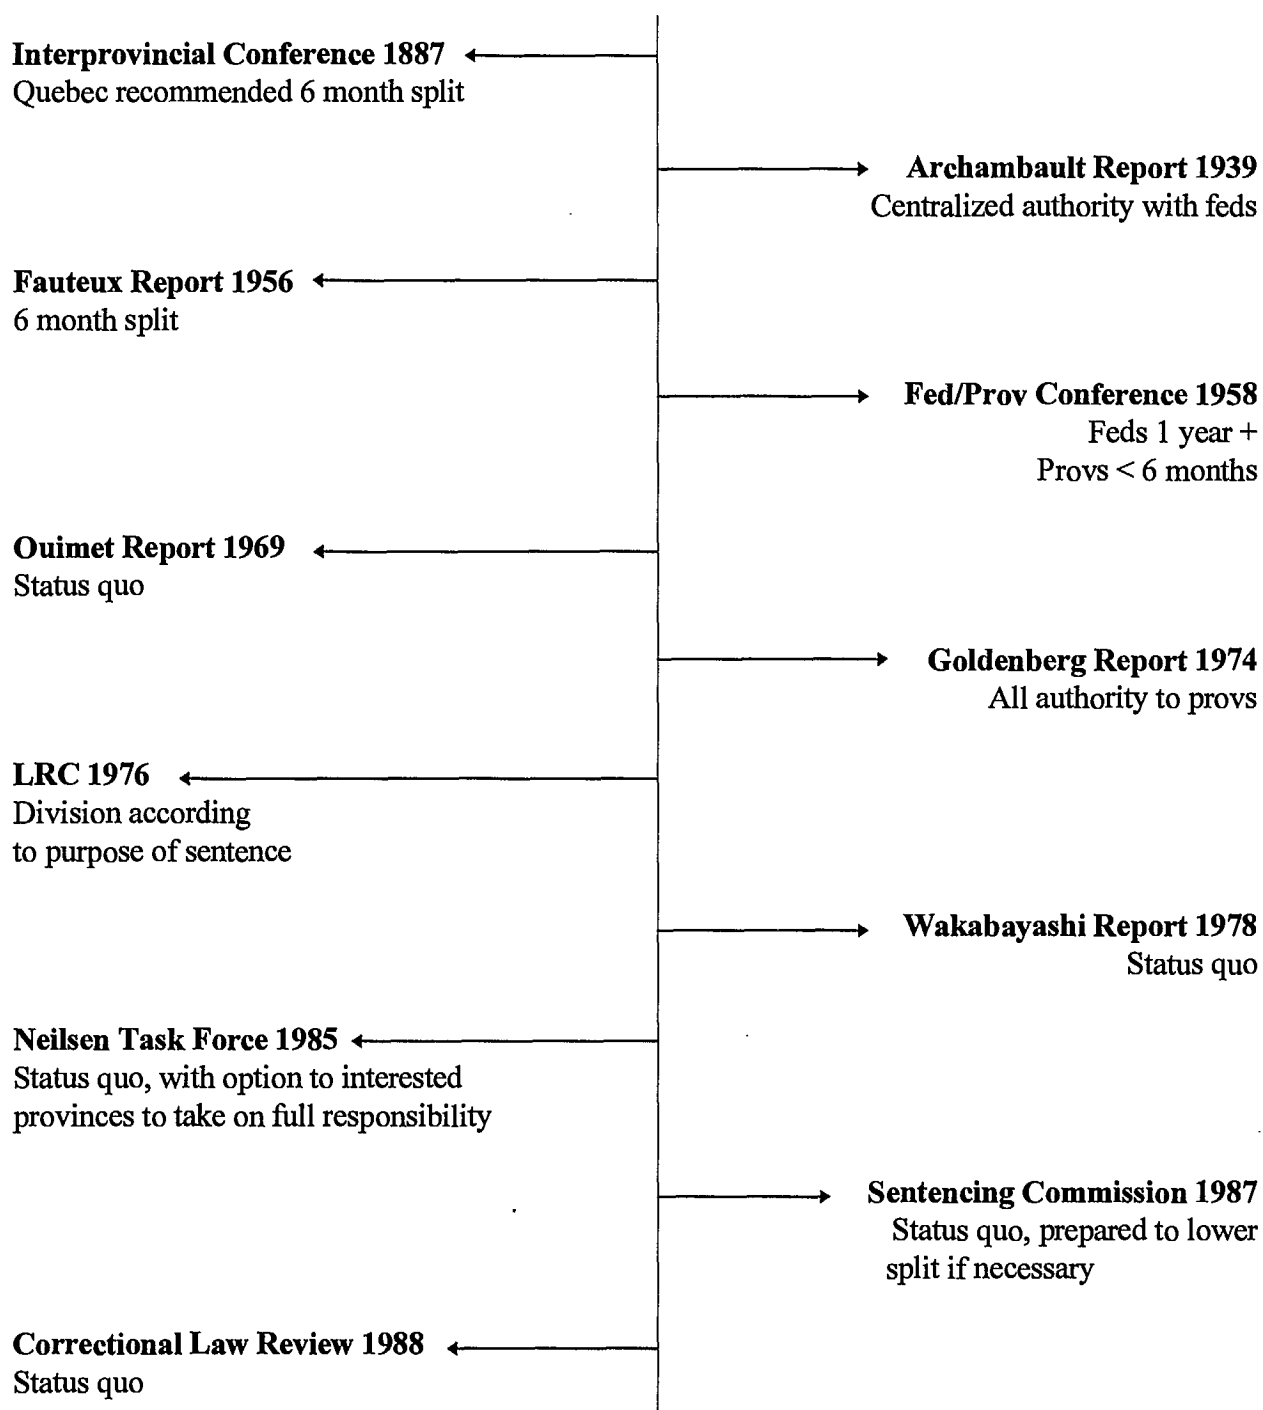 Interprovincial Conference 1887
Quebec recommended 6 month split
Archambault Report 1939
Centralized authority with feds
Fauteux Report 1956
6 month split
Fed/Prov Conference 1958
Feds 1 year +
Provs < 6 months
Ouimet Report 1969
Status quo
Goldenberg Report 1974
All authority to provs
LRC 1976
Division according
to purpose of sentence
Wakabayashi Report 1978
Status quo
Neilsen Task Force 1985
Status quo, with option to interested
provinces to take on full responsibility
Sentencing Commission 1987
Status quo, prepared to lower
split if necessary
Correctional Law Review 1988
Status quo